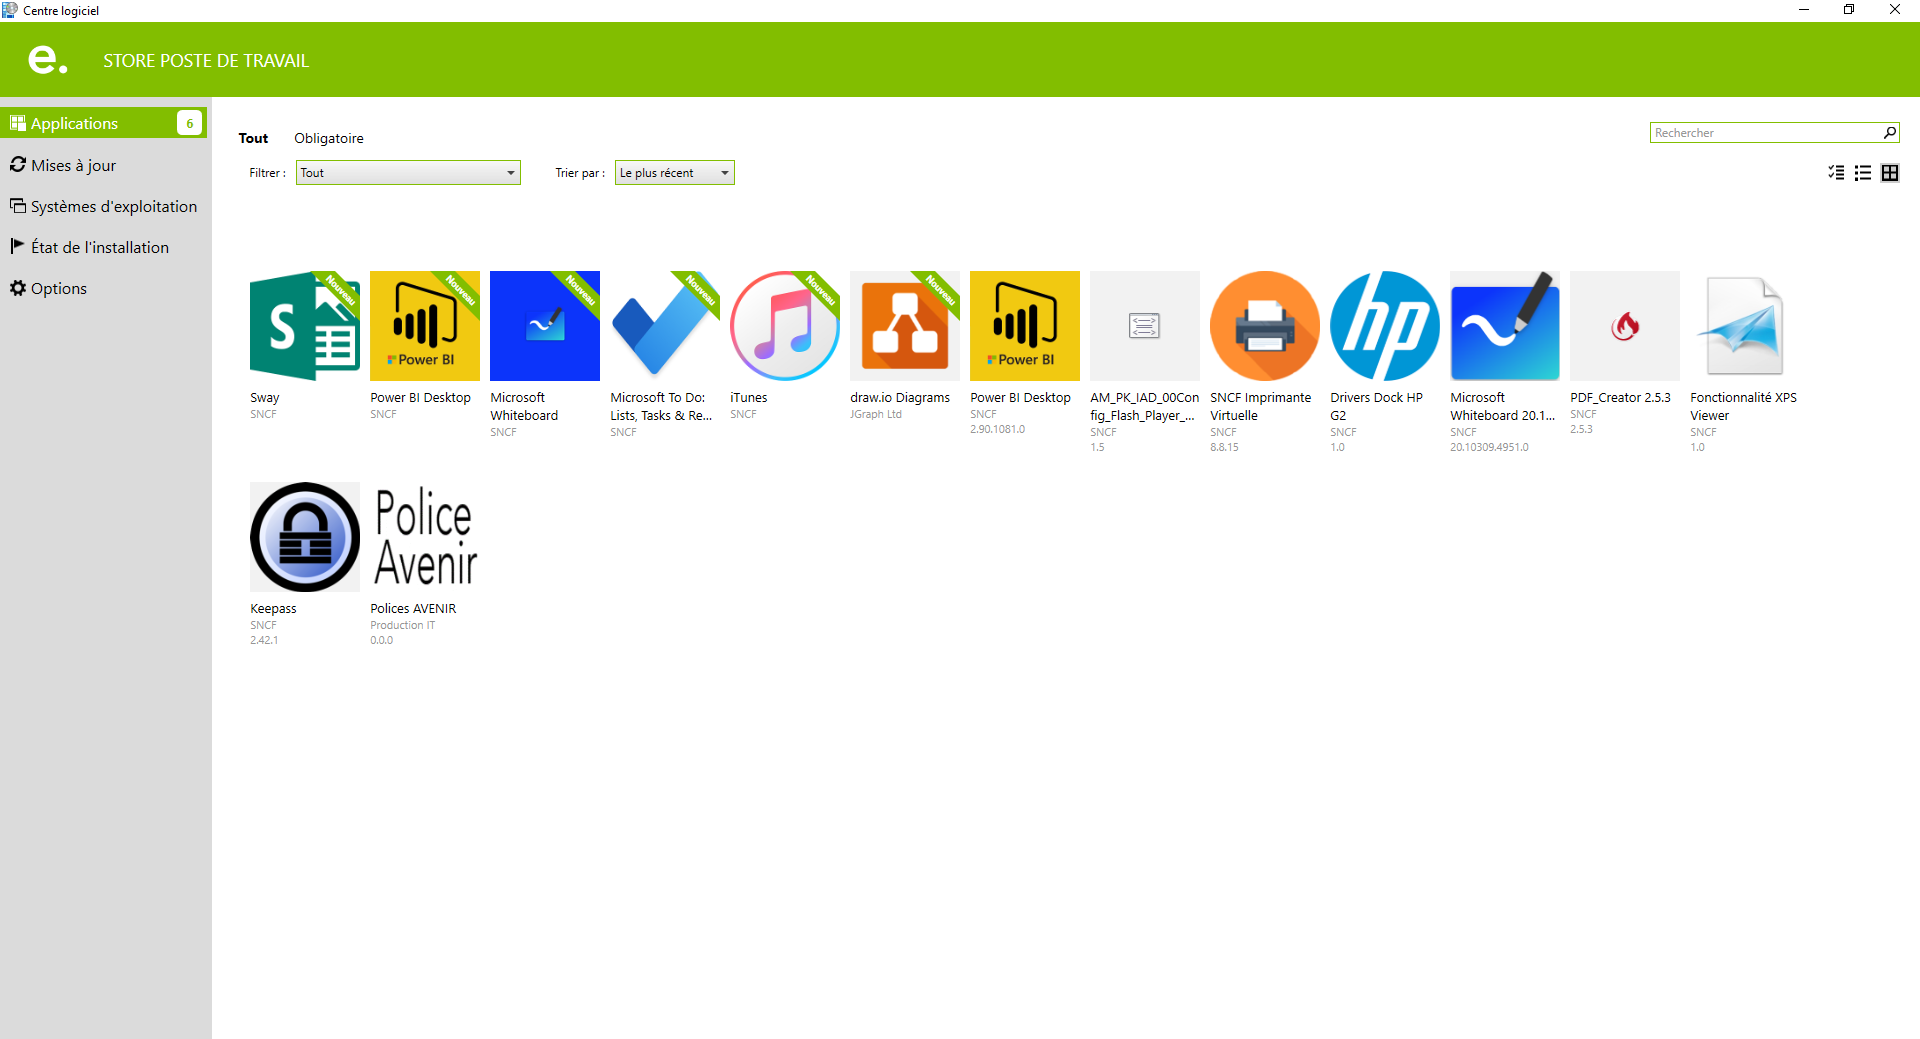 Centre logiciel
e.
STORE POSTE DE TRAVAIL
Applications
6
Mises à jour
Systèmes d'exploitation
État de l'installation
Options
Tout
Obligatoire
Rechercher
Filtrer :
Tout
Trier par :
Le plus récent
Nouveau
S
Sway
SNCF
Nouveau
Power BI
Power BI Desktop
SNCF
Nouveau
Microsoft
Whiteboard
SNCF
Nouveau
Microsoft To Do:
Lists, Tasks & Re...
SNCF
Nouveau
iTunes
SNCF
Nouveau
draw.io Diagrams
JGraph Ltd
Power BI
Power BI Desktop
SNCF
2.90.1081.0
AM_PK_IAD_00Con
fig_Flash_Player_...
SNCF
1.5
SNCF Imprimante
Virtuelle
SNCF
8.8.15
hp
Drivers Dock HP
G2
SNCF
1.0
Microsoft
Whiteboard 20.1...
SNCF
20.10309.4951.0
PDF_Creator 2.5.3
SNCF
2.5.3
Fonctionnalité XPS
Viewer
SNCF
1.0
Keepass
SNCF
2.42.1
Police
Avenir
Polices AVENIR
Production IT
0.0.0